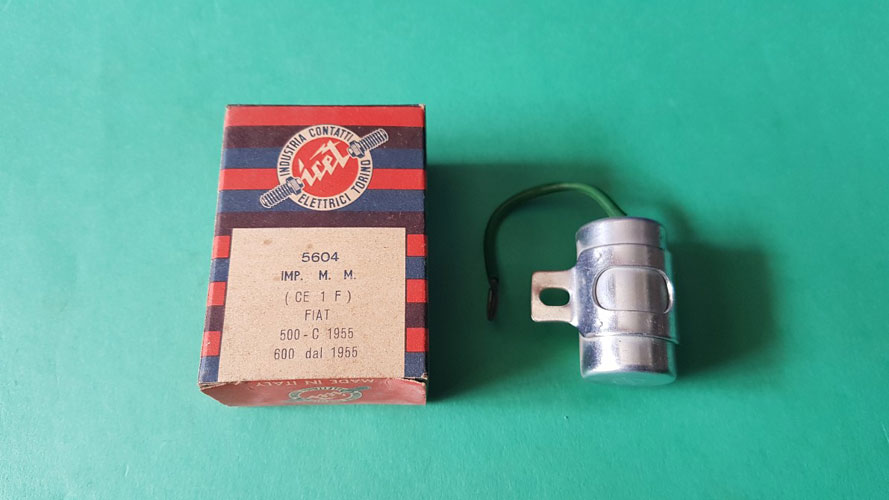 INDUSTRIA CONTATTI
icet
ELETTRICI TORINO
5604
IMP. M. M.
(CE 1 F)
FIAT
500-C 1955
600 dal 1955
MADE IN ITALY